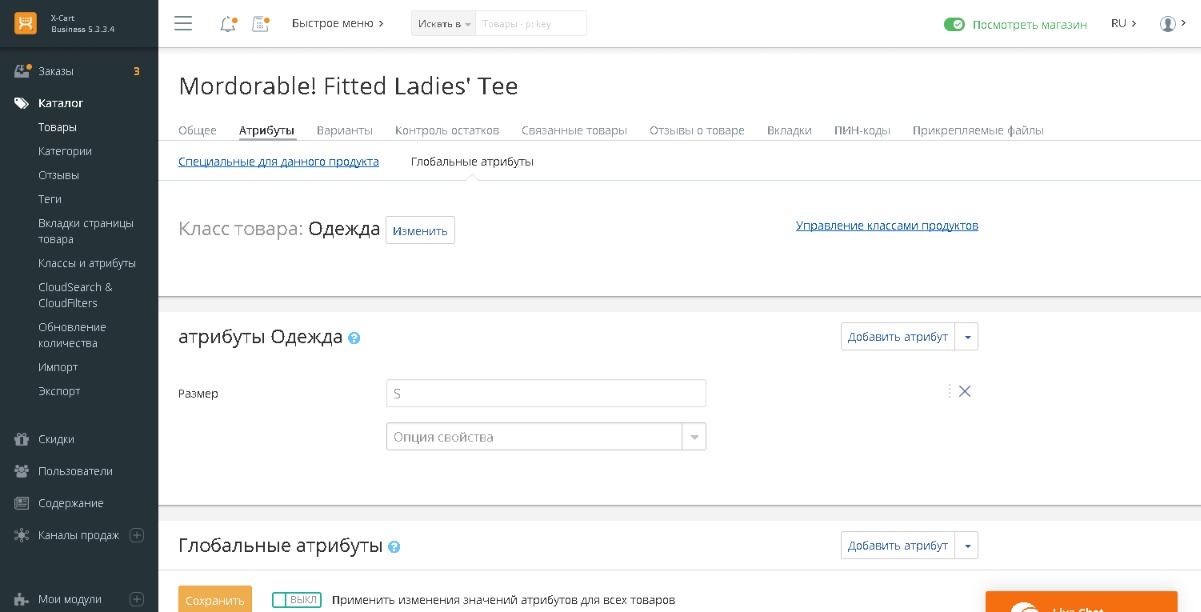 X-Cart
Business 5.3.3.4
Быстрое меню
Искать в
Товары - p: key
Посмотреть магазин
RU
Заказы
3
Каталог
Товары
Категории
Отзывы
Теги
Вкладки страницы
товара
Классы и атрибуты
CloudSearch &
CloudFilters
Обновление
количества
Импорт
Экспорт
Скидки
Пользователи
Содержание
Каналы продаж
Мои модули
Mordorable! Fitted Ladies' Tee
Общее Атрибуты Варианты Контроль остатков Связанные товары Отзывы о товаре Вкладки ПИН-коды Прикрепляемые файлы
Специальные для данного продукта Глобальные атрибуты
Класс товара: Одежда Изменить Управление классами продуктов
атрибуты Одежда ? Добавить атрибут
Размер S
Опция свойства
Глобальные атрибуты ? Добавить атрибут
Сохранить ВЫКЛ Применить изменения значений атрибутов для всех товаров
Live Chat